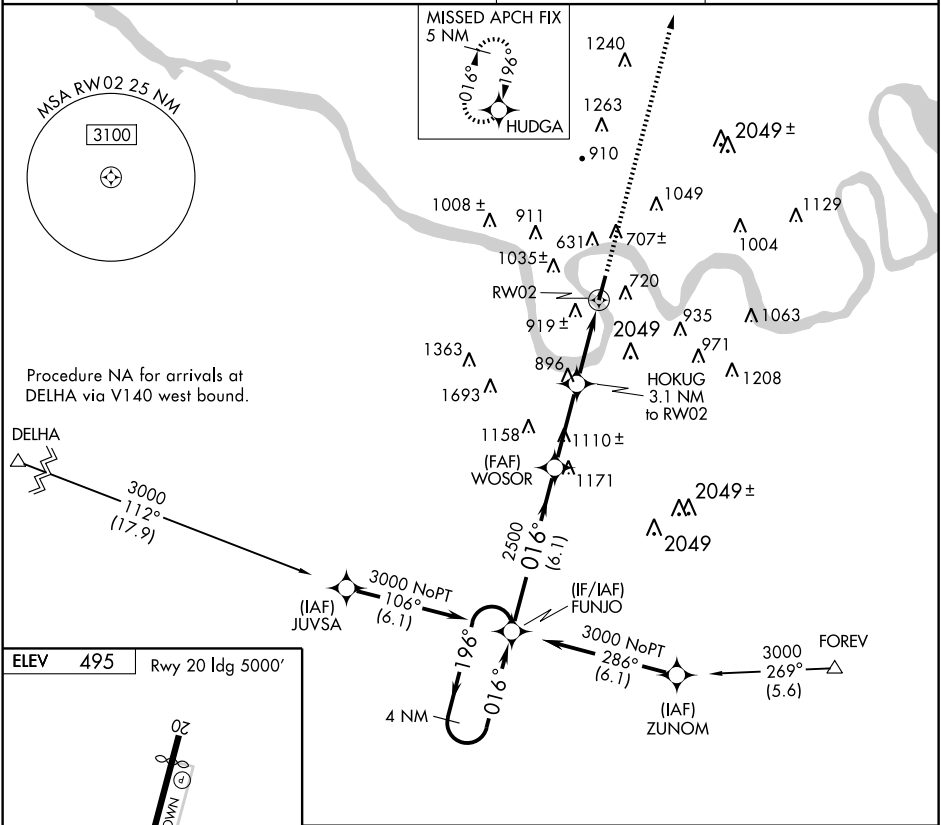 MISSED APCH FIX
5 NM
016°
196°
HUDGA
1240
1263
910
2049 ±
MSA RW02 25 NM
3100
1049
1129
1008 ±
911
631
707±
1004
1035±
RW02
720
919 ±
2049
935
1063
971
1363
896
1208
Procedure NA for arrivals at
DELHA via V140 west bound.
1693
HOKUG
3.1 NM
to RW02
DELHA
1158
1110 ±
(FAF)
WOSOR
1171
3000
112°
(17.9)
2049 ±
2049
2500
016°
(6.1)
3000 NoPT
106°
(6.1)
(IAF)
JUVSA
(IF/IAF)
FUNJO
3000 NoPT
286°
(6.1)
FOREV
3000
269°
(5.6)
(IAF)
ZUNOM
196°
016°
4 NM
ELEV 495
Rwy 20 ldg 5000'
20
P